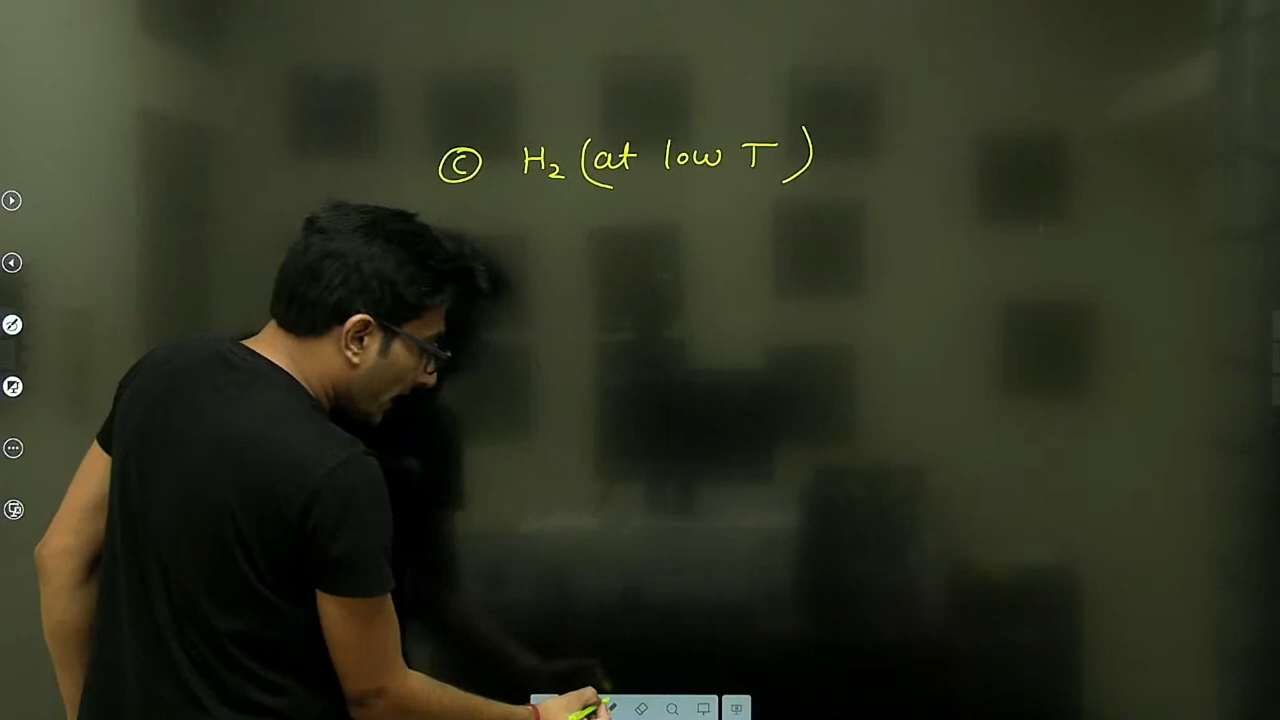 Ⓒ H₂ (at low T)